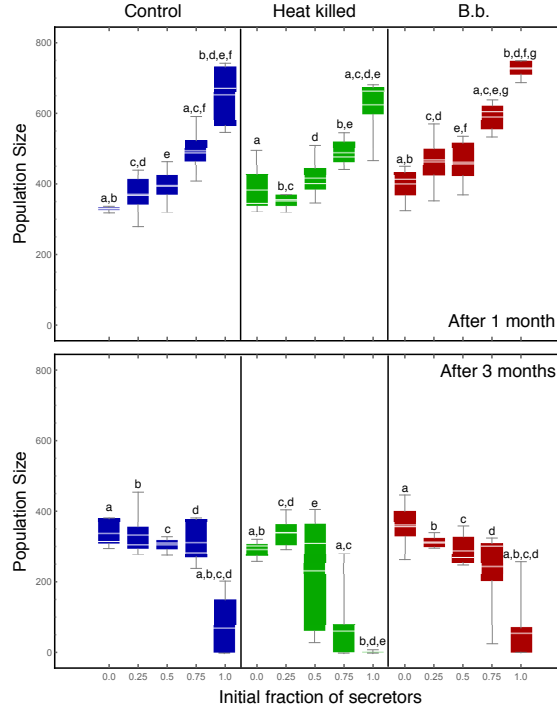 Control Heat killed B.b.
800
600
400
200
0
Population Size
a,b c,d e a,c,f b,d,e,f
a b,c d b,e a,c,d,e
a,b c,d e,f a,c,e,g b,d,f,g
After 1 month
800
600
400
200
0
Population Size
a b c d a,b,c,d
a,b c,d e a,c b,d,e
a b c d a,b,c,d
After 3 months
0.0 0.25 0.5 0.75 1.0 0.0 0.25 0.5 0.75 1.0 0.0 0.25 0.5 0.75 1.0
Initial fraction of secretors